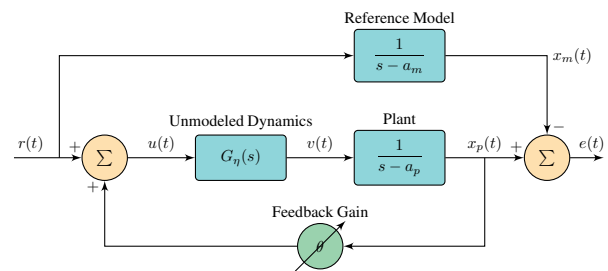 Reference Model
1
s − a_m
x_m(t)
Unmodeled Dynamics
Plant
r(t)
+
Σ
u(t)
G_η(s)
v(t)
1
s − a_p
x_p(t)
+
−
Σ
e(t)
+
Feedback Gain
θ